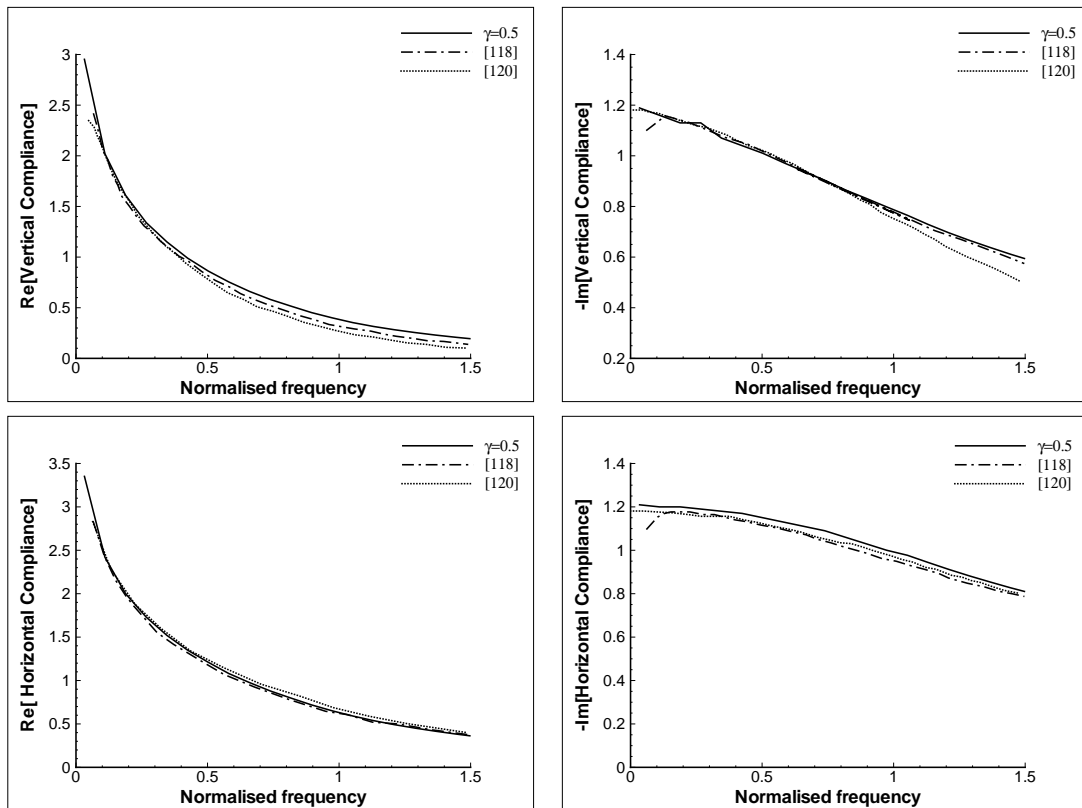 γ=0.5
[118]
[120]
3
2.5
2
1.5
1
0.5
0
Re[Vertical Compliance]
0 0.5 1 1.5
Normalised frequency
γ=0.5
[118]
[120]
1.4
1.2
1
0.8
0.6
0.4
0.2
-Im[Vertical Compliance]
0 0.5 1 1.5
Normalised frequency
γ=0.5
[118]
[120]
3.5
3
2.5
2
1.5
1
0.5
0
Re[ Horizontal Compliance]
0 0.5 1 1.5
Normalised frequency
γ=0.5
[118]
[120]
1.4
1.2
1
0.8
0.6
0.4
0.2
0
-Im[Horizontal Compliance]
0 0.5 1 1.5
Normalised frequency